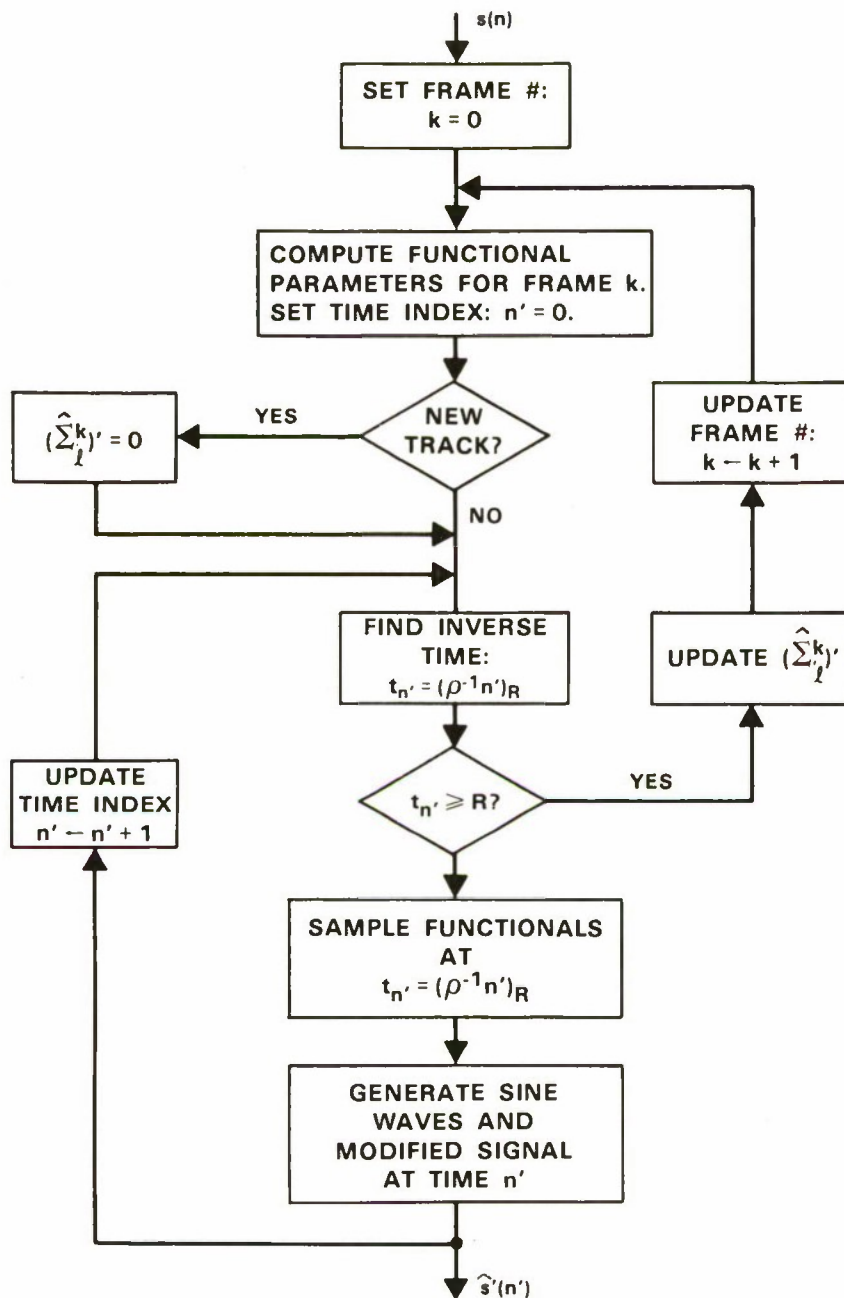 s(n)
SET FRAME #:
k = 0
COMPUTE FUNCTIONAL
PARAMETERS FOR FRAME k.
SET TIME INDEX: n′ = 0.
NEW
TRACK?
YES
(Σ̂ₗᵏ)′ = 0
NO
UPDATE
FRAME #:
k ← k + 1
FIND INVERSE
TIME:
tₙ′ = (ρ⁻¹n′)R
UPDATE (Σ̂ₗᵏ)′
UPDATE
TIME INDEX
n′ ← n′ + 1
tₙ′ ⩾ R?
YES
SAMPLE FUNCTIONALS
AT
tₙ′ = (ρ⁻¹n′)R
GENERATE SINE
WAVES AND
MODIFIED SIGNAL
AT TIME n′
ŝ′(n′)